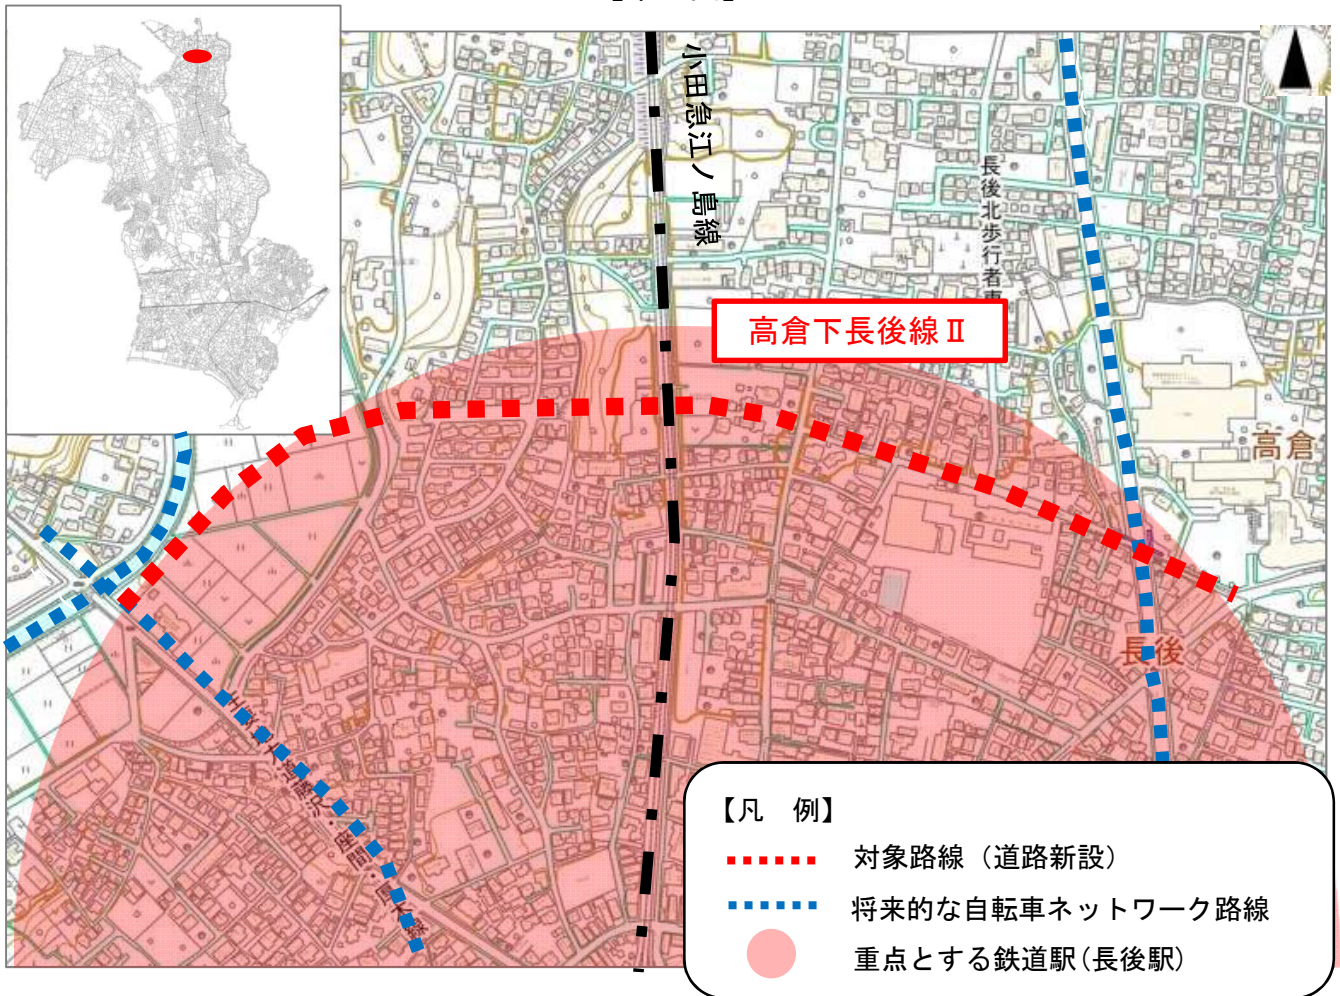 小田急江ノ島線
長後北歩行者専
高倉下長後線Ⅱ
高倉
長後
【凡　例】
対象路線（道路新設）
将来的な自転車ネットワーク路線
重点とする鉄道駅(長後駅)